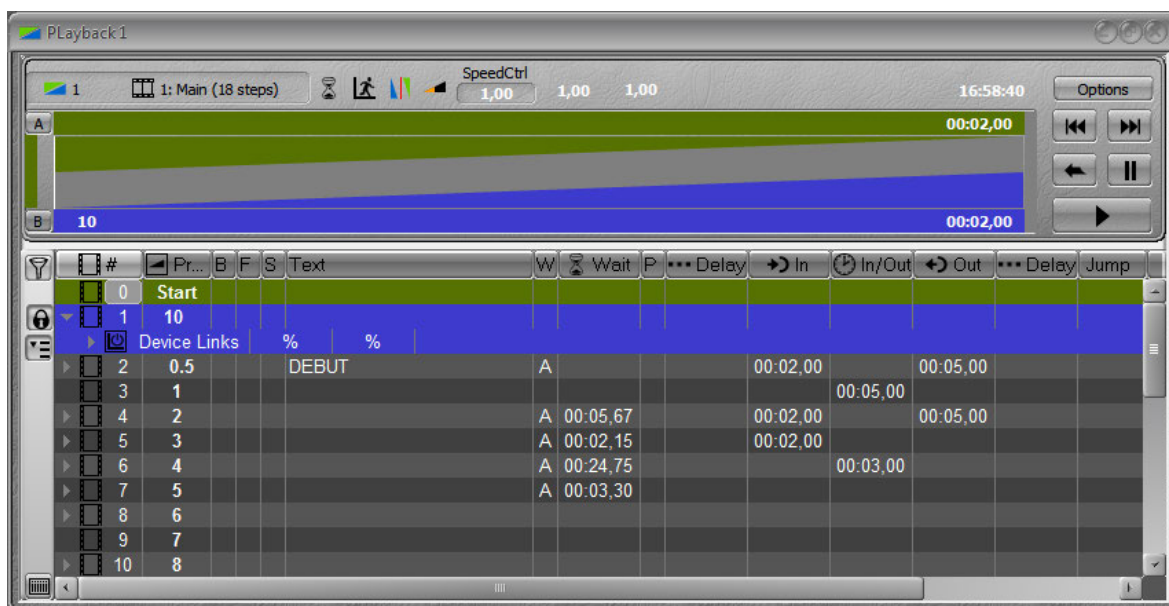 PLayback 1
1 1: Main (18 steps) SpeedCtrl 1,00 1,00 1,00 16:58:40 Options
A 00:02,00
B 10 00:02,00
# Pr... B F S Text W Wait P Delay In In/Out Out Delay Jump
0 Start
1 10
Device Links % %
2 0.5 DEBUT A 00:02,00 00:05,00
3 1 00:05,00
4 2 A 00:05,67 00:02,00 00:05,00
5 3 A 00:02,15 00:02,00
6 4 A 00:24,75 00:03,00
7 5 A 00:03,30
8 6
9 7
10 8